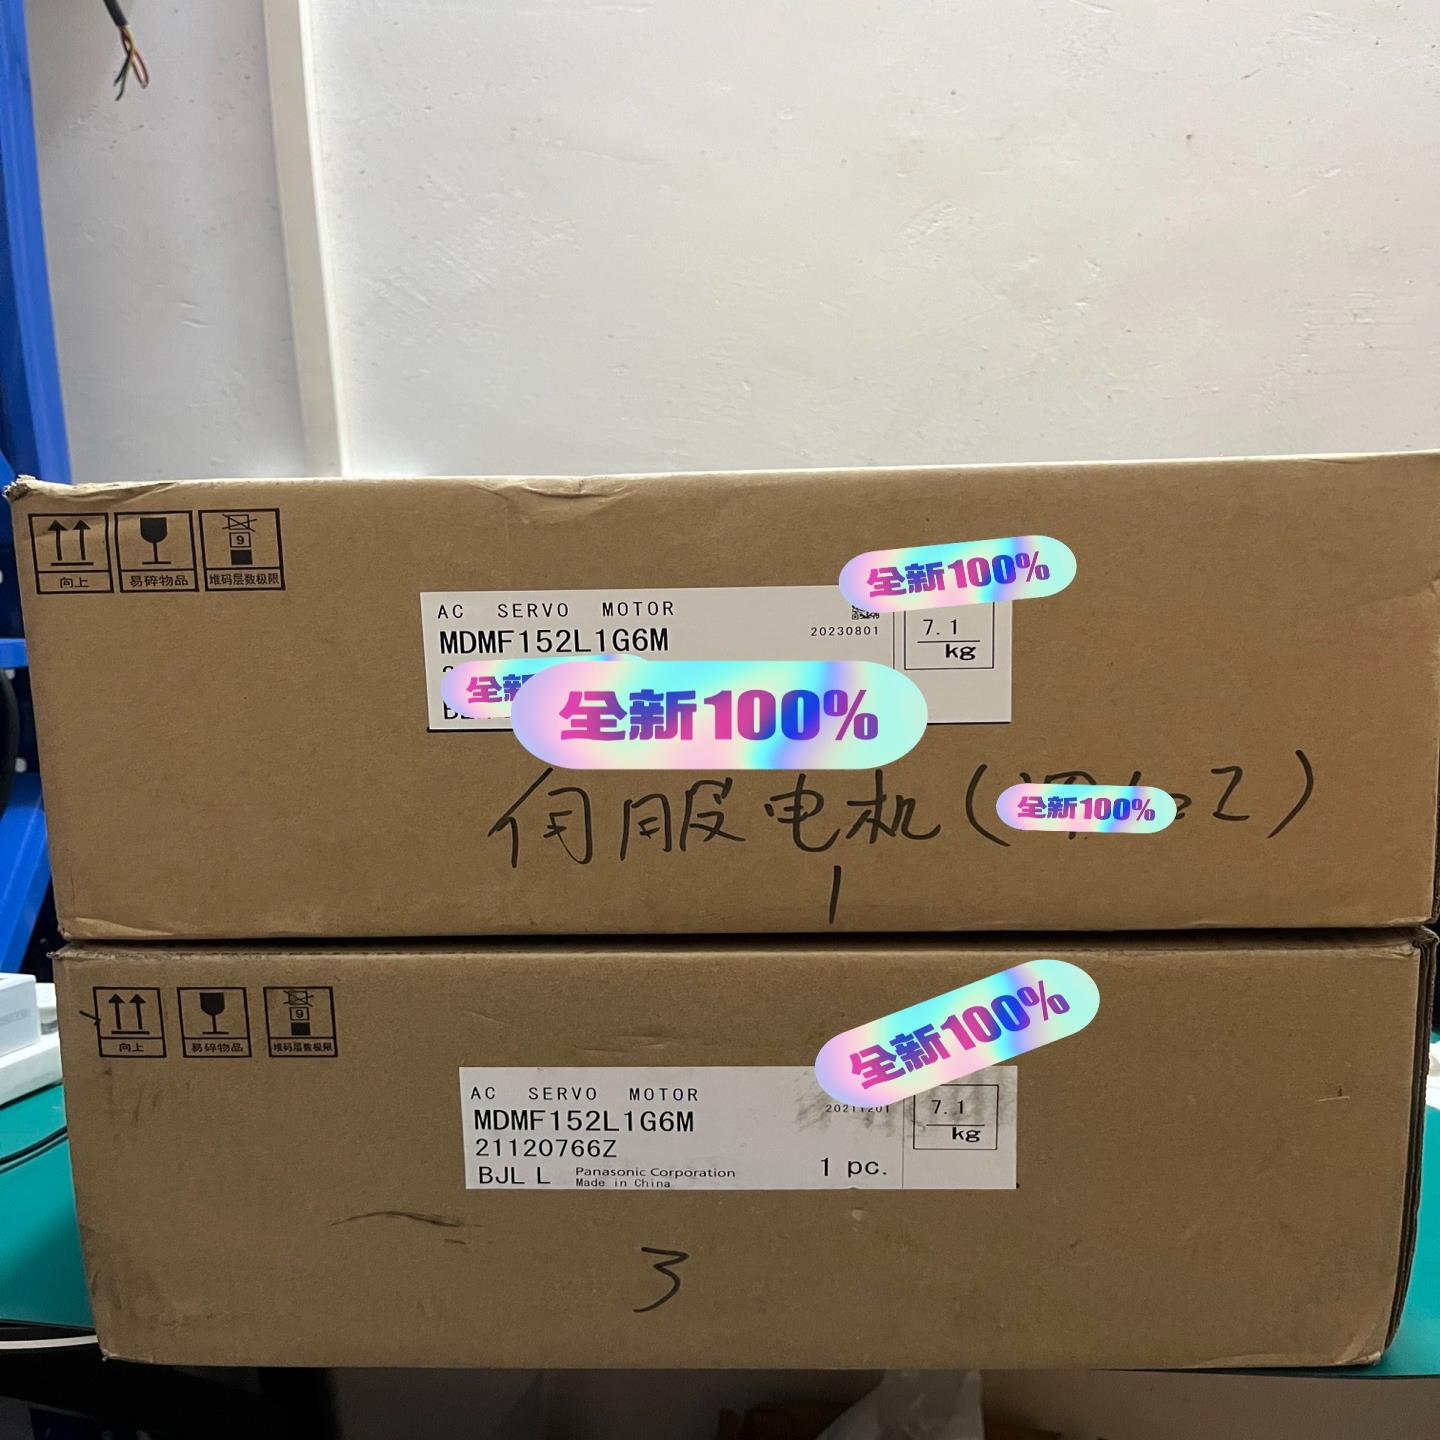 向上 易碎物品 堆码层数极限
9
全新100%
AC SERVO MOTOR
MDMF152L1G6M
20230801
7.1
kg
全新
全新100%
伺服电机(
全新100%
Z)
1
向上 易碎物品 堆码层数极限
9
全新100%
AC SERVO MOTOR
MDMF152L1G6M
20211201
7.1
kg
21120766Z
BJL L Panasonic Corporation
Made in China
1 pc.
3